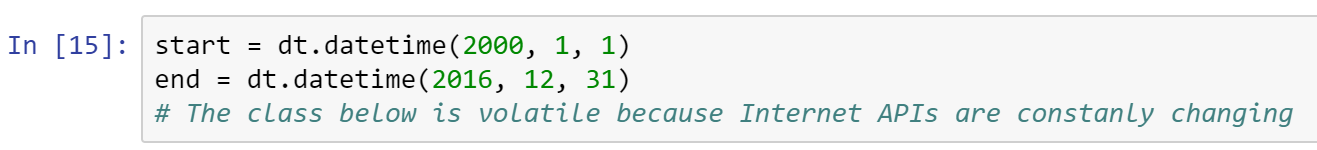 In [15]: start = dt.datetime(2000, 1, 1)
end = dt.datetime(2016, 12, 31)
# The class below is volatile because Internet APIs are constanly changing